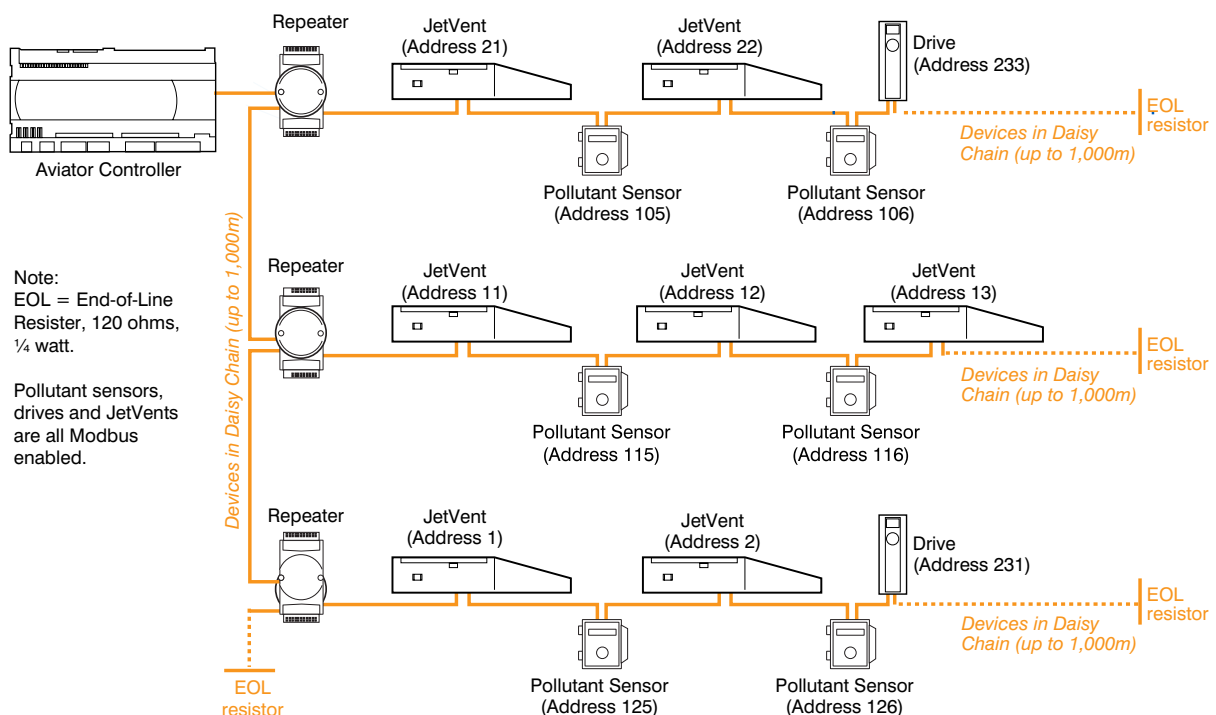 Repeater
JetVent
(Address 21)
JetVent
(Address 22)
Drive
(Address 233)
EOL
resistor
Aviator Controller
Devices in Daisy
Chain (up to 1,000m)
Pollutant Sensor
(Address 105)
Pollutant Sensor
(Address 106)
Devices in Daisy Chain (up to 1,000m)
Note:
EOL = End-of-Line
Resister, 120 ohms,
¼ watt.
Pollutant sensors,
drives and JetVents
are all Modbus
enabled.
Repeater
JetVent
(Address 11)
JetVent
(Address 12)
JetVent
(Address 13)
EOL
resistor
Devices in Daisy
Chain (up to 1,000m)
Pollutant Sensor
(Address 115)
Pollutant Sensor
(Address 116)
Repeater
JetVent
(Address 1)
JetVent
(Address 2)
Drive
(Address 231)
EOL
resistor
Devices in Daisy
Chain (up to 1,000m)
EOL
resistor
Pollutant Sensor
(Address 125)
Pollutant Sensor
(Address 126)